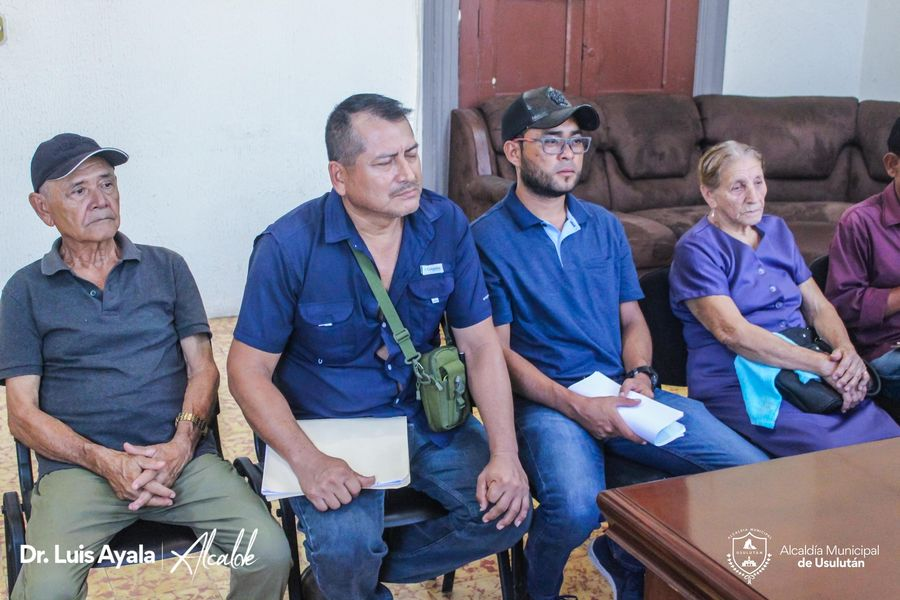 Dr. Luis Ayala | Alcalde
Alcaldía Municipal
de Usulután